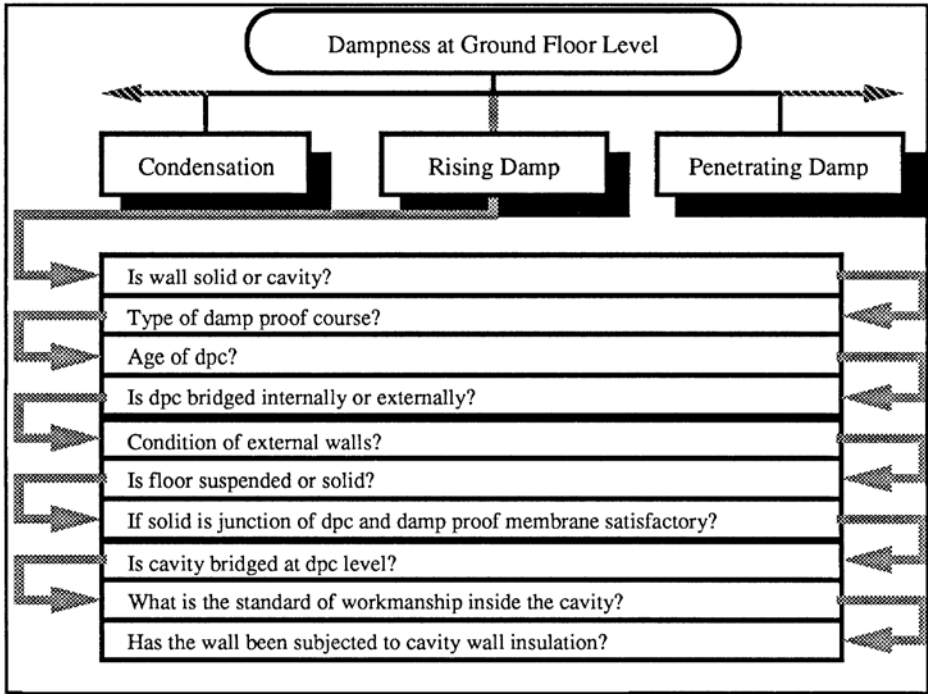 Dampness at Ground Floor Level
Condensation
Rising Damp
Penetrating Damp
Is wall solid or cavity?
Type of damp proof course?
Age of dpc?
Is dpc bridged internally or externally?
Condition of external walls?
Is floor suspended or solid?
If solid is junction of dpc and damp proof membrane satisfactory?
Is cavity bridged at dpc level?
What is the standard of workmanship inside the cavity?
Has the wall been subjected to cavity wall insulation?